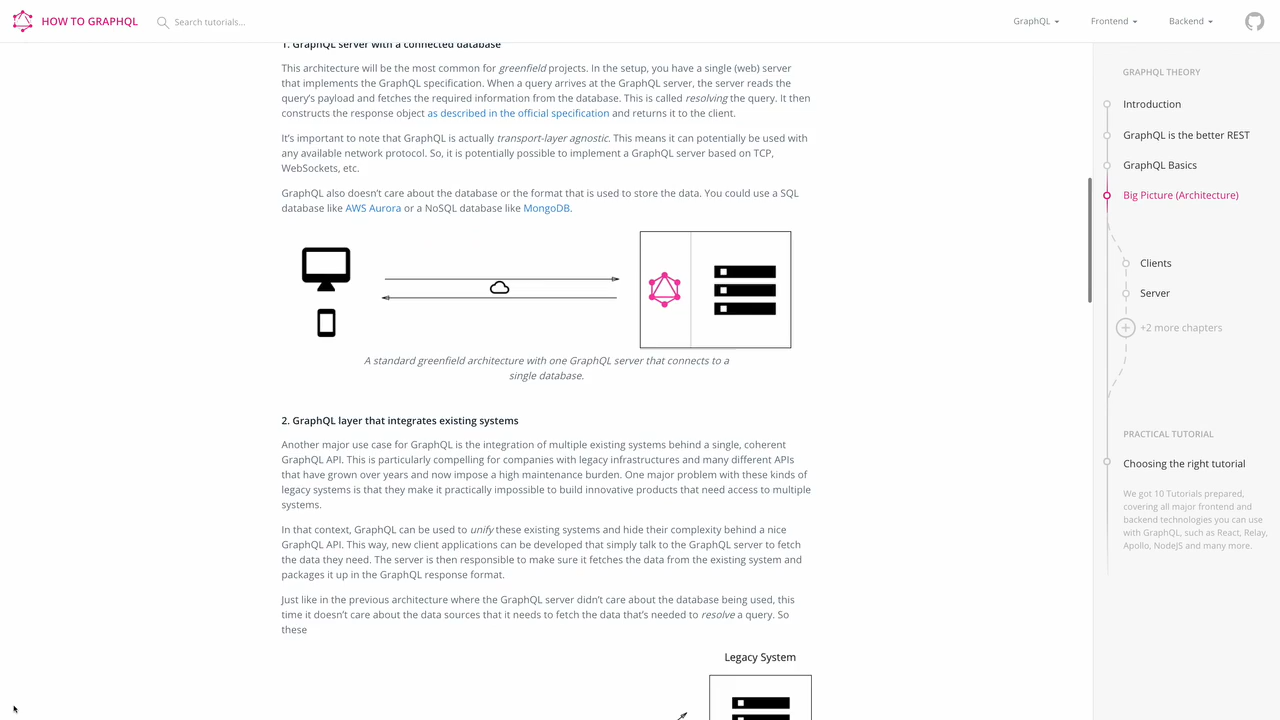 HOW TO GRAPHQL
Search tutorials...
GraphQL
Frontend
Backend
1. GraphQL server with a connected database
This architecture will be the most common for greenfield projects. In the setup, you have a single (web) server
that implements the GraphQL specification. When a query arrives at the GraphQL server, the server reads the
query's payload and fetches the required information from the database. This is called resolving the query. It then
constructs the response object as described in the official specification and returns it to the client.
It's important to note that GraphQL is actually transport-layer agnostic. This means it can potentially be used with
any available network protocol. So, it is potentially possible to implement a GraphQL server based on TCP,
WebSockets, etc.
GraphQL also doesn't care about the database or the format that is used to store the data. You could use a SQL
database like AWS Aurora or a NoSQL database like MongoDB.
A standard greenfield architecture with one GraphQL server that connects to a
single database.
2. GraphQL layer that integrates existing systems
Another major use case for GraphQL is the integration of multiple existing systems behind a single, coherent
GraphQL API. This is particularly compelling for companies with legacy infrastructures and many different APIs
that have grown over years and now impose a high maintenance burden. One major problem with these kinds of
legacy systems is that they make it practically impossible to build innovative products that need access to multiple
systems.
In that context, GraphQL can be used to unify these existing systems and hide their complexity behind a nice
GraphQL API. This way, new client applications can be developed that simply talk to the GraphQL server to fetch
the data they need. The server is then responsible to make sure it fetches the data from the existing system and
packages it up in the GraphQL response format.
Just like in the previous architecture where the GraphQL server didn't care about the database being used, this
time it doesn't care about the data sources that it needs to fetch the data that's needed to resolve a query. So
these
Legacy System
GRAPHQL THEORY
Introduction
GraphQL is the better REST
GraphQL Basics
Big Picture (Architecture)
Clients
Server
+2 more chapters
PRACTICAL TUTORIAL
Choosing the right tutorial
We got 10 Tutorials prepared,
covering all major frontend and
backend technologies you can use
with GraphQL, such as React, Relay,
Apollo, NodeJS and many more.